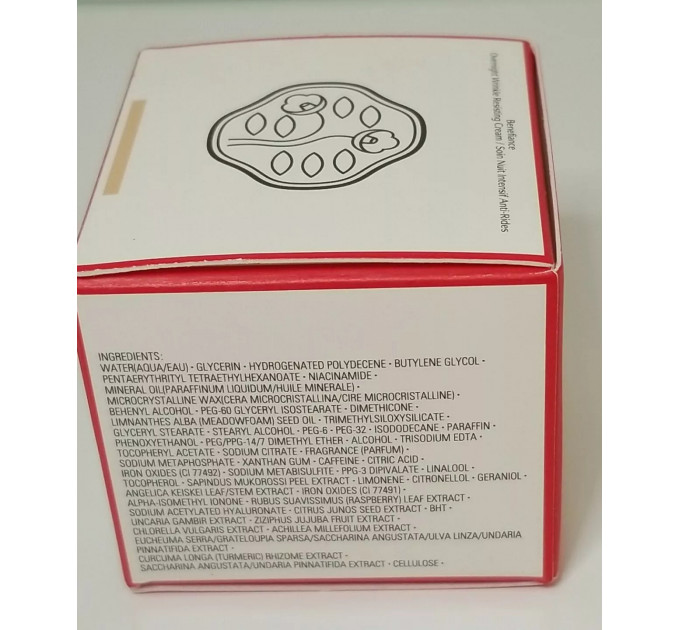 Benefiance
Overnight Wrinkle Resisting Cream / Soin Nuit Intensif Anti-Rides
INGREDIENTS:
WATER(AQUA/EAU)・GLYCERIN・HYDROGENATED POLYDECENE・BUTYLENE GLYCOL・
PENTAERYTHRITYL TETRAETHYLHEXANOATE・NIACINAMIDE・
MINERAL OIL(PARAFFINUM LIQUIDUM/HUILE MINERALE)・
MICROCRYSTALLINE WAX(CERA MICROCRISTALLINA/CIRE MICROCRISTALLINE)・
BEHENYL ALCOHOL・PEG-60 GLYCERYL ISOSTEARATE・DIMETHICONE・
LIMNANTHES ALBA (MEADOWFOAM) SEED OIL・TRIMETHYLSILOXYSILICATE・
GLYCERYL STEARATE・STEARYL ALCOHOL・PEG-6・PEG-32・ISODODECANE・PARAFFIN・
PHENOXYETHANOL・PEG/PPG-14/7 DIMETHYL ETHER・ALCOHOL・TRISODIUM EDTA・
TOCOPHERYL ACETATE・SODIUM CITRATE・FRAGRANCE (PARFUM)・
SODIUM METAPHOSPHATE・XANTHAN GUM・CAFFEINE・CITRIC ACID・
IRON OXIDES (CI 77492)・SODIUM METABISULFITE・PPG-3 DIPIVALATE・LINALOOL・
TOCOPHEROL・SAPINDUS MUKOROSSI PEEL EXTRACT・LIMONENE・CITRONELLOL・GERANIOL・
ANGELICA KEISKEI LEAF/STEM EXTRACT・IRON OXIDES (CI 77491)・
ALPHA-ISOMETHYL IONONE・RUBUS SUAVISSIMUS (RASPBERRY) LEAF EXTRACT・
SODIUM ACETYLATED HYALURONATE・CITRUS JUNOS SEED EXTRACT・BHT・
UNCARIA GAMBIR EXTRACT・ZIZIPHUS JUJUBA FRUIT EXTRACT・
CHLORELLA VULGARIS EXTRACT・ACHILLEA MILLEFOLIUM EXTRACT・
EUCHEUMA SERRA/GRATELOUPIA SPARSA/SACCHARINA ANGUSTATA/ULVA LINZA/UNDARIA
PINNATIFIDA EXTRACT・
CURCUMA LONGA (TURMERIC) RHIZOME EXTRACT・
SACCHARINA ANGUSTATA/UNDARIA PINNATIFIDA EXTRACT・CELLULOSE・